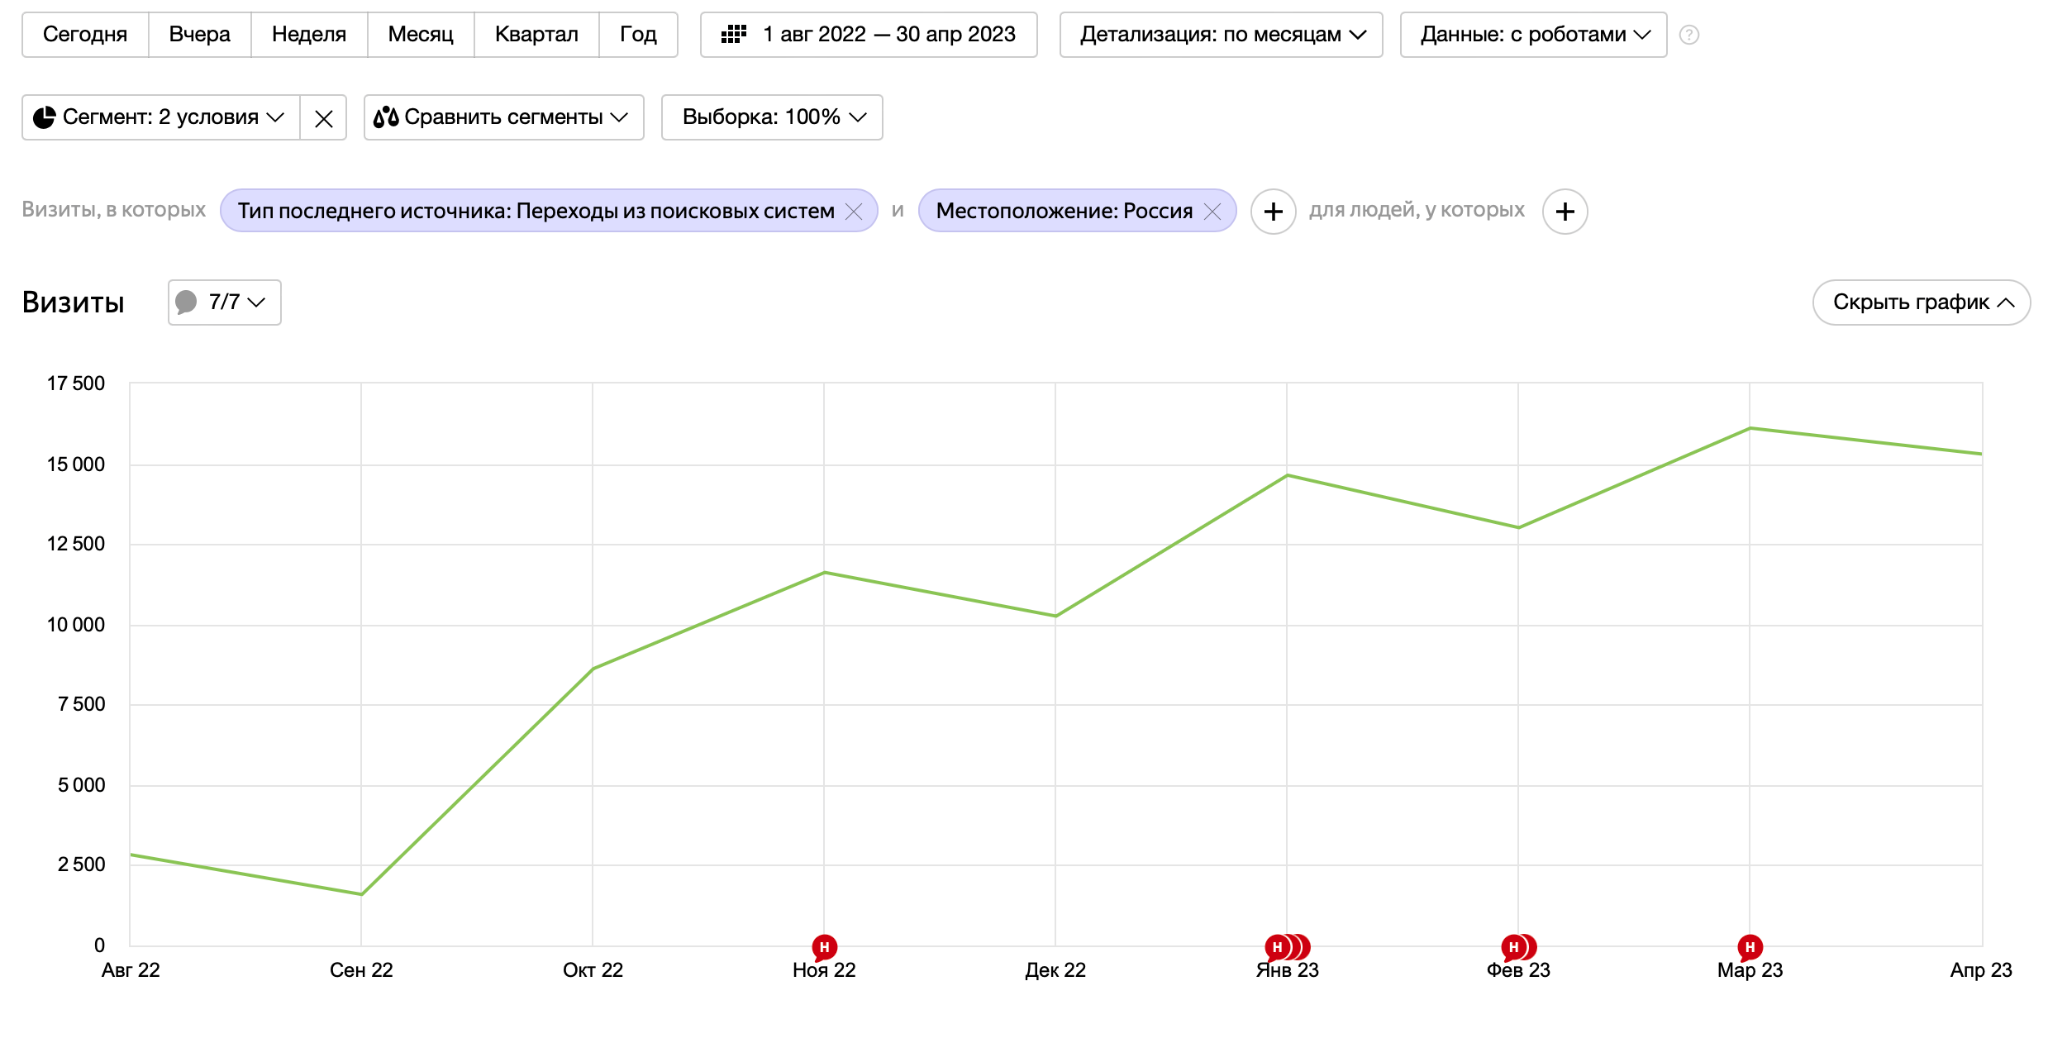 Сегодня Вчера Неделя Месяц Квартал Год 1 авг 2022 — 30 апр 2023 Детализация: по месяцам Данные: с роботами ?
Сегмент: 2 условия Сравнить сегменты Выборка: 100%
Визиты, в которых Тип последнего источника: Переходы из поисковых систем и Местоположение: Россия + для людей, у которых +
Визиты 7/7 Скрыть график
17 500
15 000
12 500
10 000
7 500
5 000
2 500
0
Н Н Н Н
Авг 22 Сен 22 Окт 22 Ноя 22 Дек 22 Янв 23 Фев 23 Мар 23 Апр 23